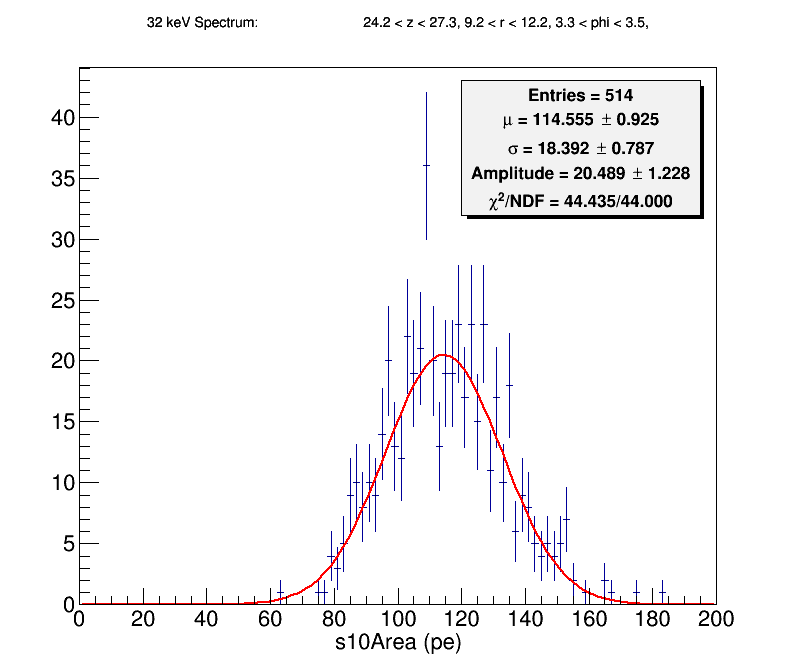 32 keV Spectrum: 24.2 < z < 27.3, 9.2 < r < 12.2, 3.3 < phi < 3.5,
Entries = 514
μ = 114.555 ± 0.925
σ = 18.392 ± 0.787
Amplitude = 20.489 ± 1.228
χ²/NDF = 44.435/44.000
40
35
30
25
20
15
10
5
0
0 20 40 60 80 100 120 140 160 180 200
s10Area (pe)